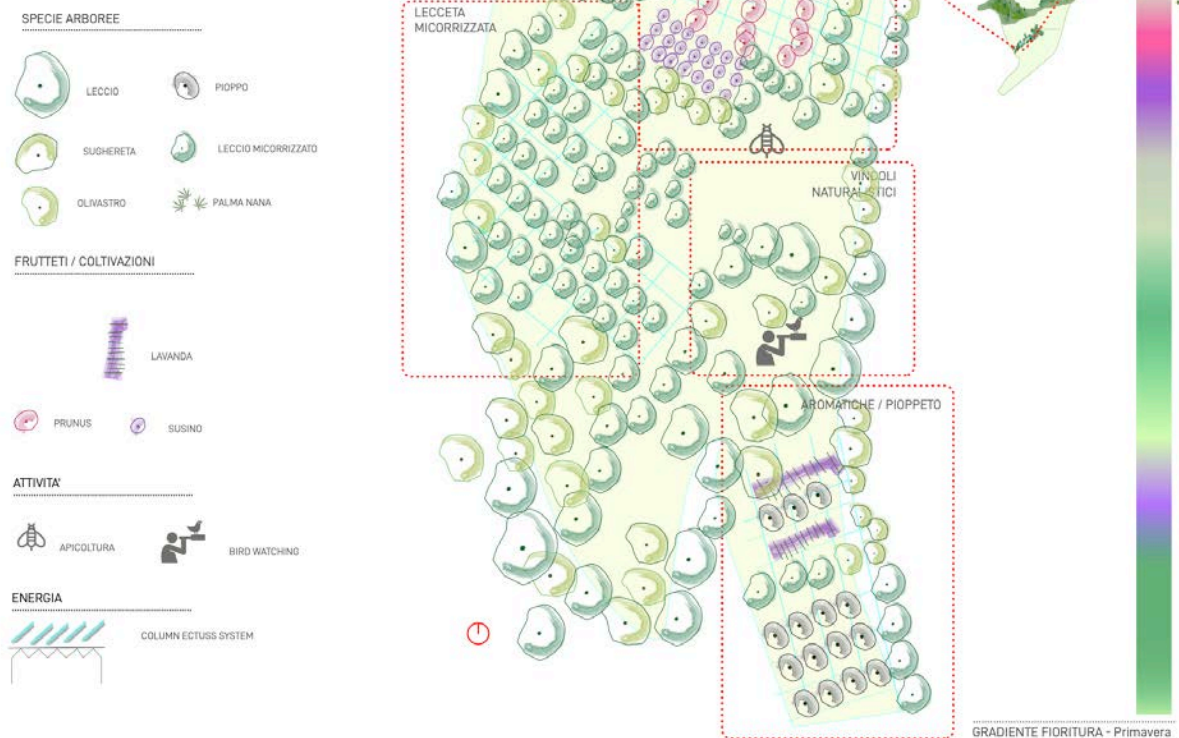 SPECIE ARBOREE
LECCIO
PIOPPO
SUGHERETA
LECCIO MICORRIZZATO
OLIVASTRO
PALMA NANA
FRUTTETI / COLTIVAZIONI
LAVANDA
PRUNUS
SUSINO
ATTIVITA'
APICOLTURA
BIRD WATCHING
ENERGIA
COLUMN ECTUSS SYSTEM
LECCETA
MICORRIZZATA
VINCOLI
NATURALISTICI
AROMATICHE / PIOPPETO
GRADIENTE FIORITURA - Primavera